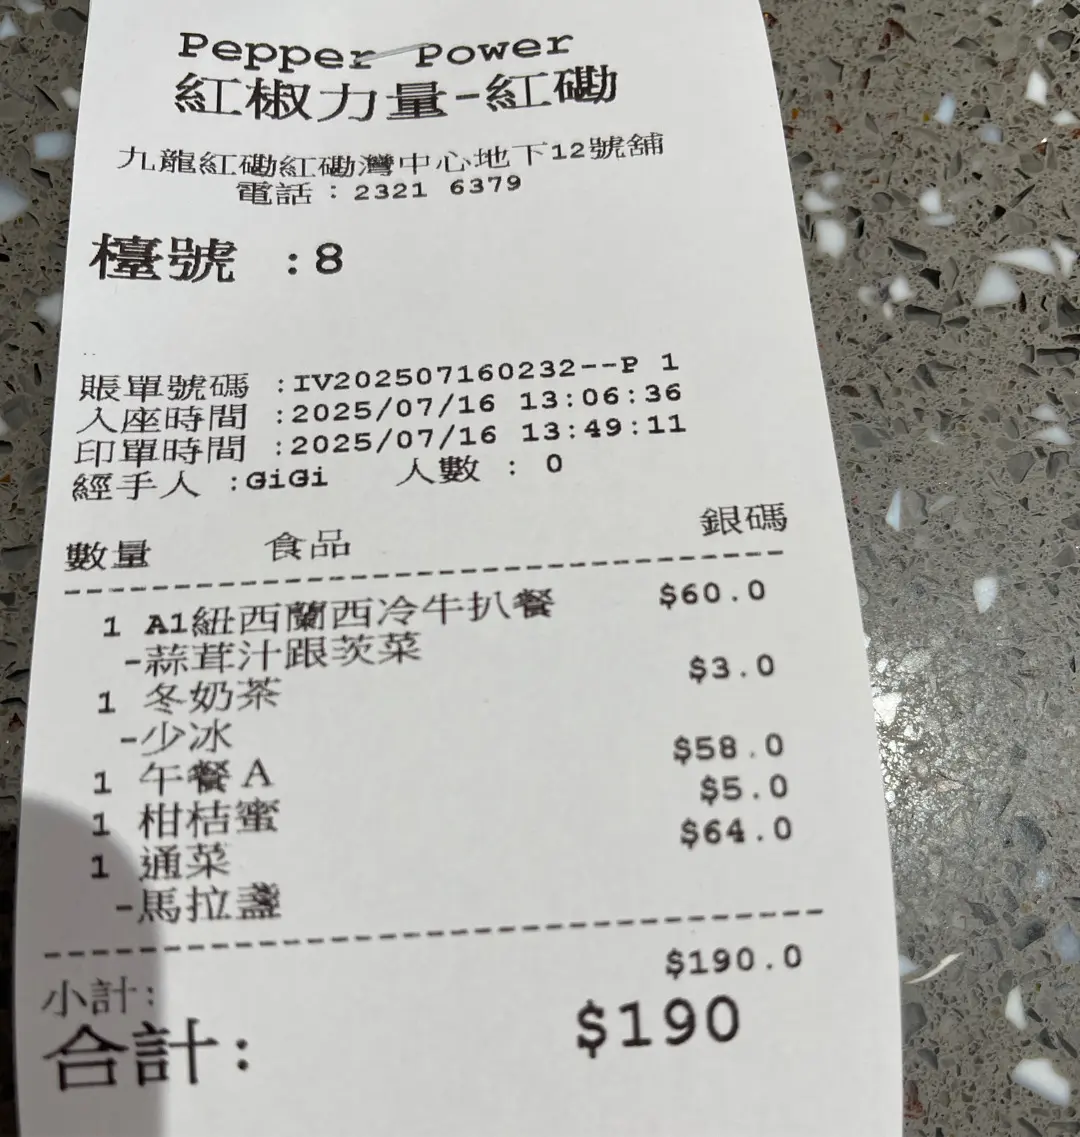 Pepper Power
紅椒力量-紅磡
九龍紅磡紅磡灣中心地下12號舖
電話：2321 6379
檯號 :8
賬單號碼 :IV202507160232--P 1
入座時間 :2025/07/16 13:06:36
印單時間 :2025/07/16 13:49:11
經手人 :GiGi 人數 : 0
數量 食品 銀碼
1 A1紐西蘭西冷牛扒餐 $60.0
-蒜茸汁跟茨菜
1 冬奶茶 $3.0
-少冰
1 午餐A $58.0
1 柑桔蜜 $5.0
1 通菜 $64.0
-馬拉盞
小計: $190.0
合計: $190